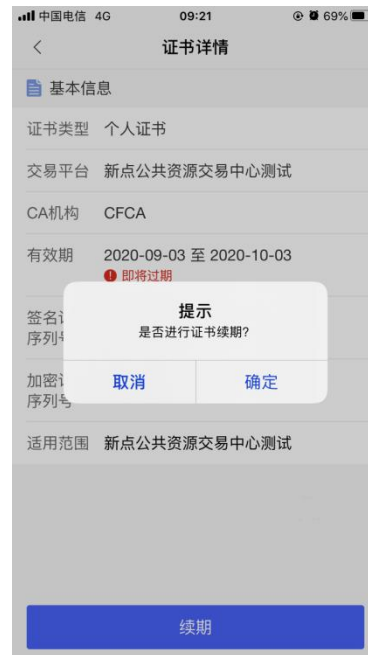 中国电信 4G 09:21 69%
证书详情
基本信息
证书类型 个人证书
交易平台 新点公共资源交易中心测试
CA机构 CFCA
有效期 2020-09-03 至 2020-10-03
即将过期
提示
签名
是否进行证书续期?
序列
加密
取消 确定
序列号
适用范围 新点公共资源交易中心测试
续期